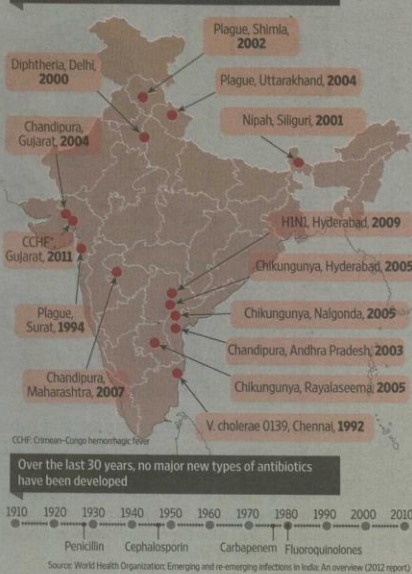 Plague, Shimla,
2002
Diphtheria, Delhi,
2000
Plague, Uttarakhand, 2004
Chandipura,
Gujarat, 2004
Nipah, Siliguri, 2001
H1N1, Hyderabad, 2009
CCHF*,
Gujarat, 2011
Chikungunya, Hyderabad, 2005
Plague,
Surat, 1994
Chikungunya, Nalgonda, 2005
Chandipura, Andhra Pradesh, 2003
Chandipura,
Maharashtra, 2007
Chikungunya, Rayalaseema, 2005
V. cholerae 0139, Chennai, 1992
CCHF: Crimean-Congo hemorrhagic fever
Over the last 30 years, no major new types of antibiotics
have been developed
1910 1920 1930 1940 1950 1960 1970 1980 1990 2000 2010
Penicillin Cephalosporin Carbapenem Fluoroquinolones
Source: World Health Organization; Emerging and re-emerging infections in India: An overview (2012 report)